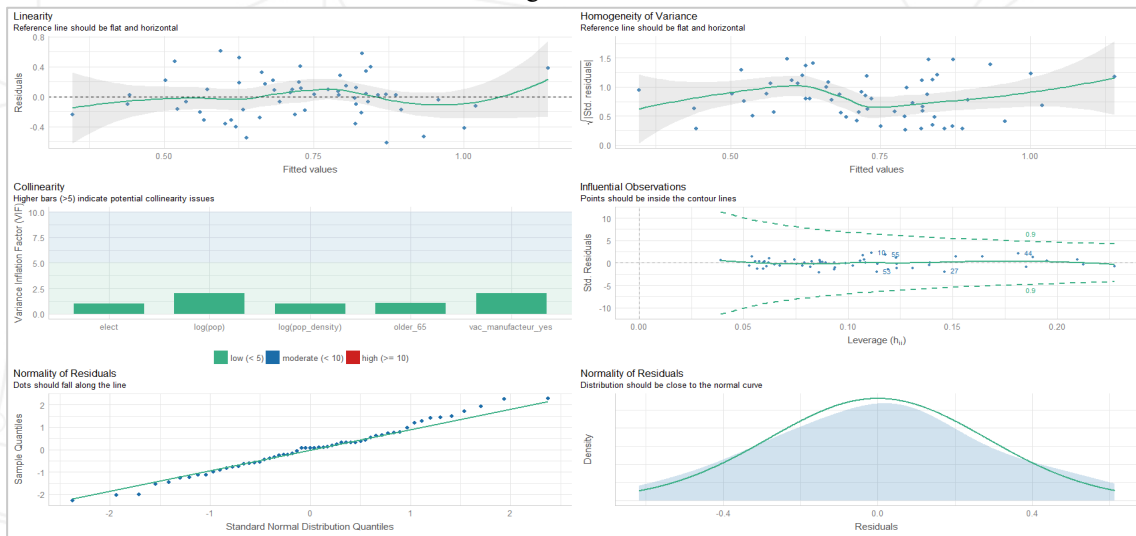 Linearity
Reference line should be flat and horizontal
0.8
0.4
0.0
-0.4
Residuals
0.50
0.75
1.00
Fitted values
Homogeneity of Variance
Reference line should be flat and horizontal
1.5
1.0
0.5
0.0
√|Std. residuals|
0.50
0.75
1.00
Fitted values
Collinearity
Higher bars (>5) indicate potential collinearity issues
10.0
7.5
5.0
2.5
0.0
Variance Inflation Factor (VIF)
elect
log(pop)
log(pop_density)
older_65
vac_manufacteur_yes
low (< 5)
moderate (< 10)
high (>= 10)
Influential Observations
Points should be inside the contour lines
10
5
0
-5
-10
Std. Residuals
0.9
10
55
44
53
27
0.9
0.00
0.05
0.10
0.15
0.20
Leverage (hii)
Normality of Residuals
Dots should fall along the line
2
1
0
-1
-2
Sample Quantiles
-2
-1
0
1
2
Standard Normal Distribution Quantiles
Normality of Residuals
Distribution should be close to the normal curve
Density
-0.4
0.0
0.4
Residuals